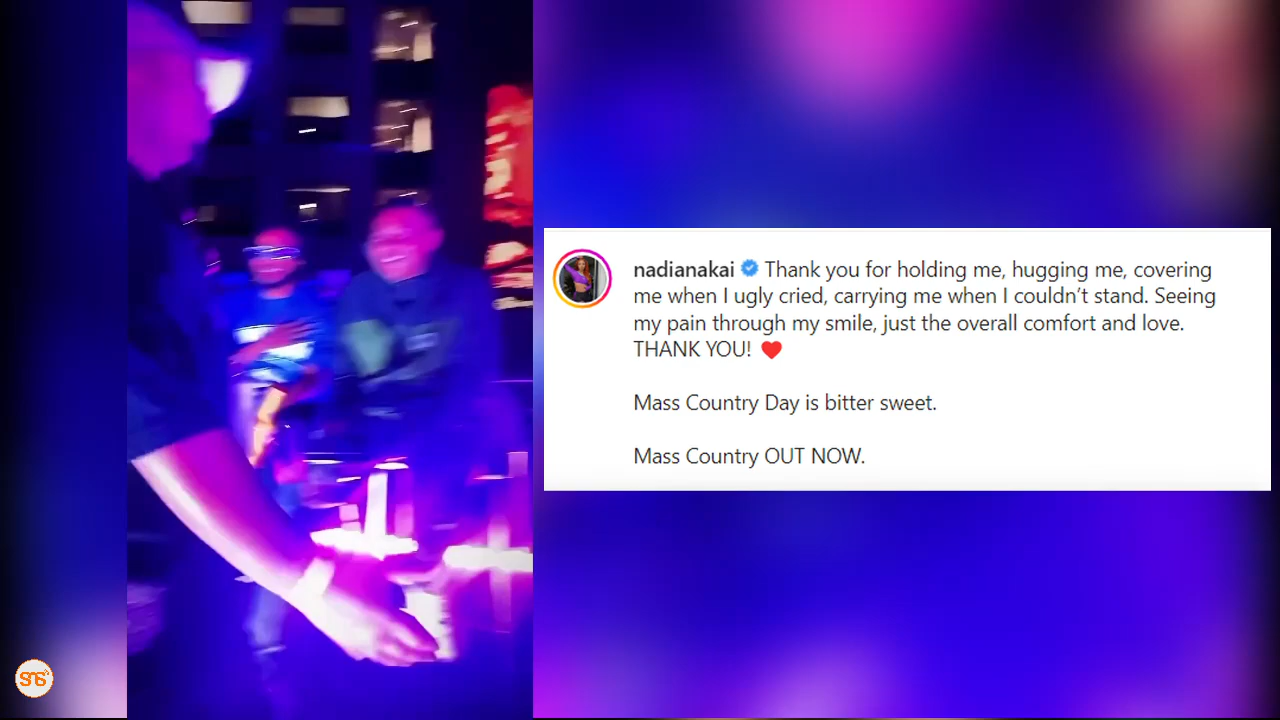 nadianakai Thank you for holding me, hugging me, covering
me when I ugly cried, carrying me when I couldn’t stand. Seeing
my pain through my smile, just the overall comfort and love.
THANK YOU! ❤️
Mass Country Day is bitter sweet.
Mass Country OUT NOW.
SNS